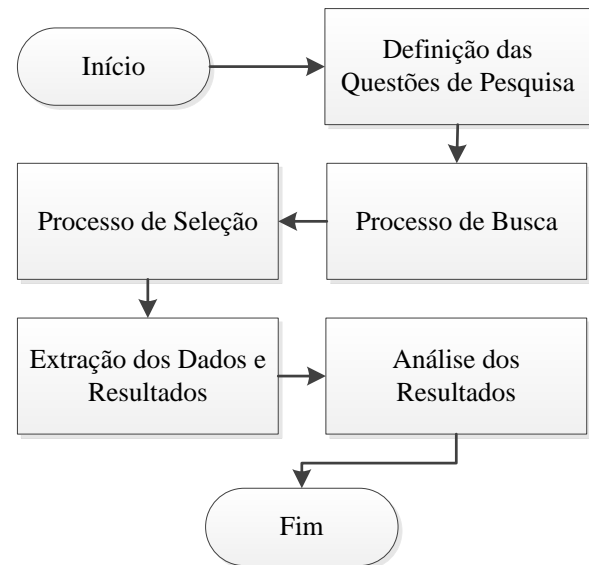 Início
Definição das
Questões de Pesquisa
Processo de Busca
Processo de Seleção
Extração dos Dados e
Resultados
Análise dos
Resultados
Fim